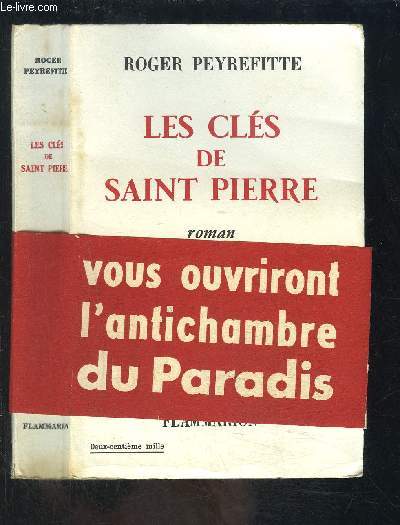 ROGER
PEYREFITTE
LES CLÉS
DE
SAINT PIERRE
FLAMMARION
ROGER PEYREFITTE
LES CLÉS
DE
SAINT PIERRE
roman
vous ouvriront
l'antichambre
du Paradis
FLAMMARION
Deux-centième mille
le-livre.com